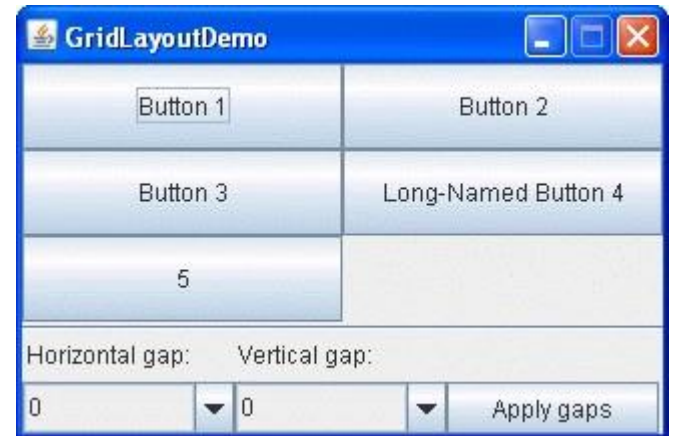 GridLayoutDemo
Button 1 Button 2
Button 3 Long-Named Button 4
5
Horizontal gap: Vertical gap:
0 0 Apply gaps